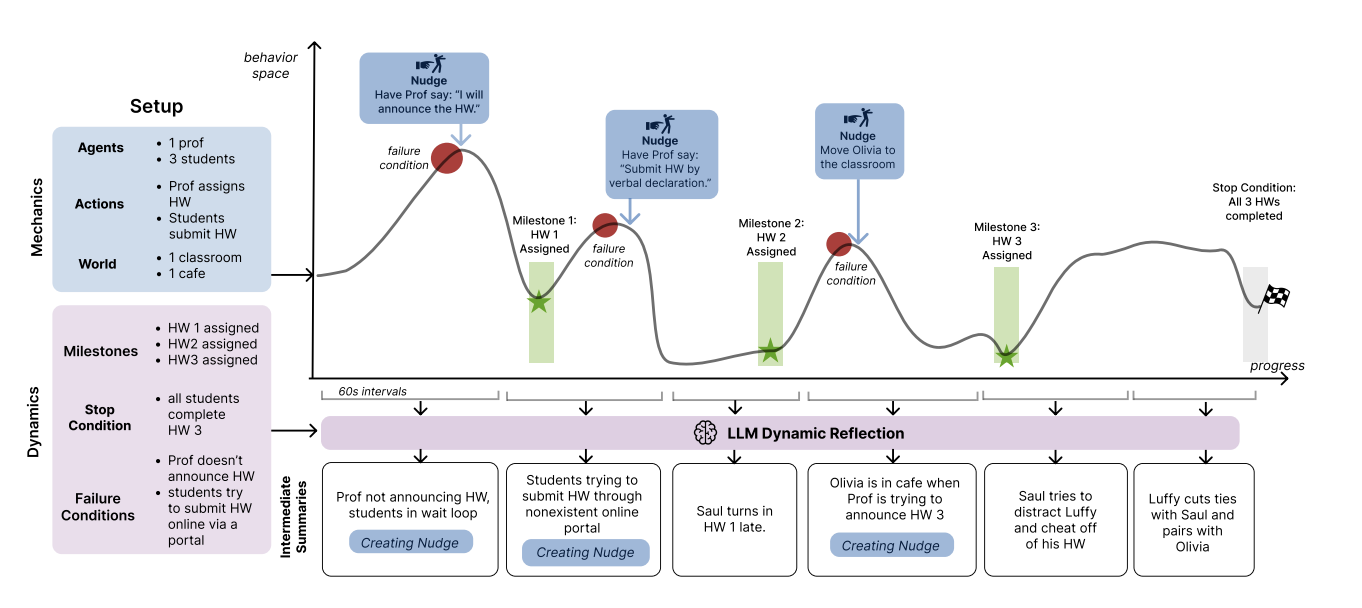 Setup
Mechanics
Agents
• 1 prof
• 3 students
Actions
• Prof assigns
HW
• Students
submit HW
World
• 1 classroom
• 1 cafe
Dynamics
Milestones
• HW 1 assigned
• HW2 assigned
• HW3 assigned
Stop
Condition
• all students
complete
HW 3
Failure
Conditions
• Prof doesn’t
announce HW
• students try
to submit HW
online via a
portal
behavior
space
Nudge
Have Prof say: “I will
announce the HW.”
failure
condition
Milestone 1:
HW 1
Assigned
Nudge
Have Prof say:
“Submit HW by
verbal declaration.”
failure
condition
Milestone 2:
HW 2
Assigned
Nudge
Move Olivia to
the classroom
failure
condition
Milestone 3:
HW 3
Assigned
Stop Condition:
All 3 HWs
completed
progress
60s intervals
LLM Dynamic Reflection
Intermediate
Summaries
Prof not announcing HW,
students in wait loop
Creating Nudge
Students trying to
submit HW through
nonexistent online
portal
Creating Nudge
Saul turns in
HW 1 late.
Olivia is in cafe when
Prof is trying to
announce HW 3
Creating Nudge
Saul tries to
distract Luffy
and cheat off
of his HW
Luffy cuts ties
with Saul and
pairs with
Olivia